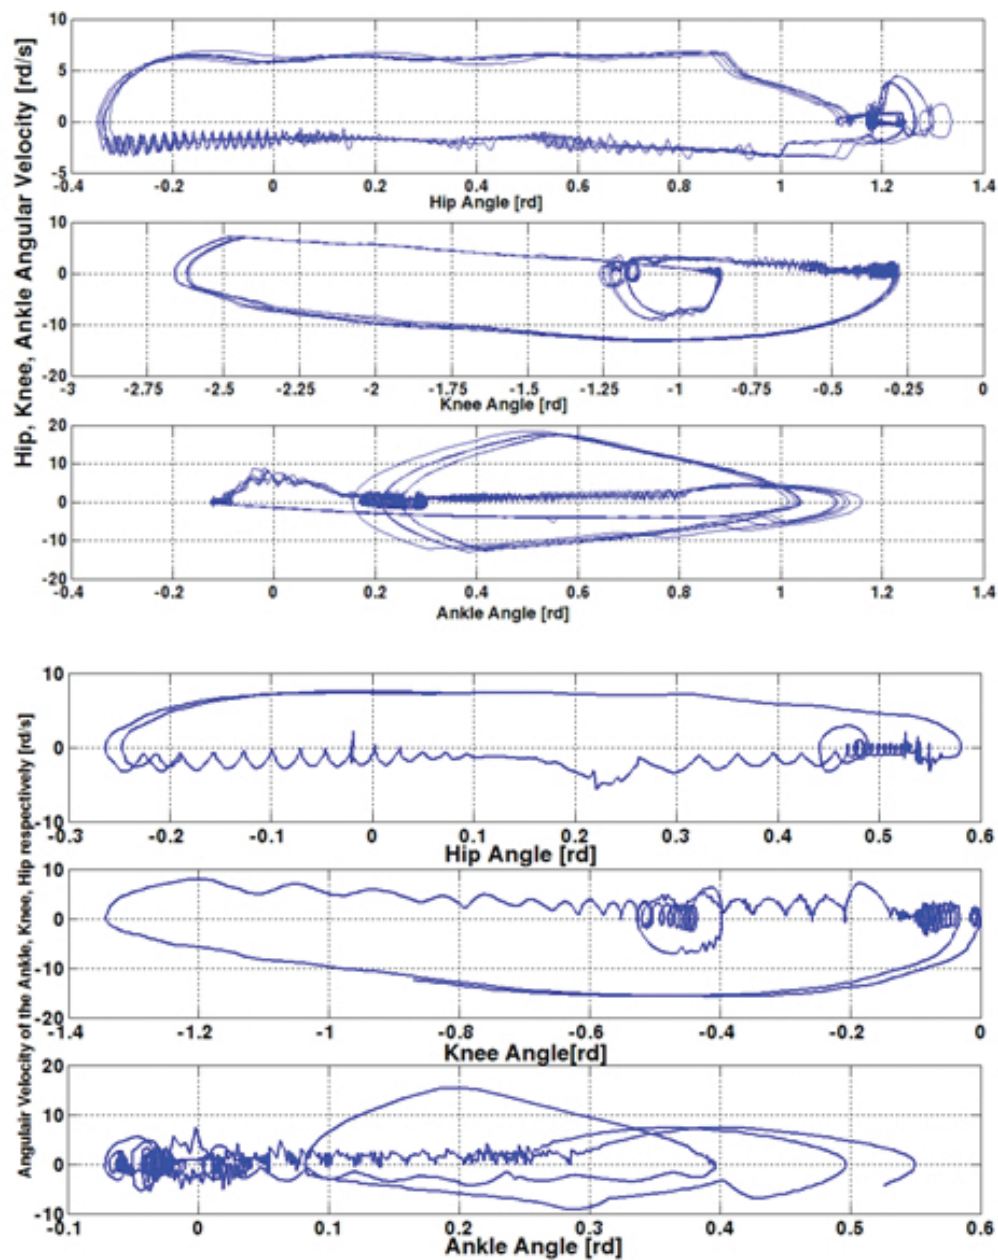 Hip, Knee, Ankle Angular Velocity [rd/s]
10
5
0
-5
-0.4 -0.2 0 0.2 0.4 0.6 0.8 1 1.2 1.4
Hip Angle [rd]
10
0
-10
-20
-3 -2.75 -2.5 -2.25 -2 -1.75 -1.5 -1.25 -1 -0.75 -0.5 -0.25 0
Knee Angle [rd]
20
10
0
-10
-20
-0.4 -0.2 0 0.2 0.4 0.6 0.8 1 1.2 1.4
Ankle Angle [rd]
Angulair Velocity of the Ankle, Knee, Hip respectively [rd/s]
10
0
-10
-0.3 -0.2 -0.1 0 0.1 0.2 0.3 0.4 0.5 0.6
Hip Angle [rd]
10
0
-10
-20
-1.4 -1.2 -1 -0.8 -0.6 -0.4 -0.2 0
Knee Angle[rd]
20
10
0
-10
-0.1 0 0.1 0.2 0.3 0.4 0.5 0.6
Ankle Angle [rd]